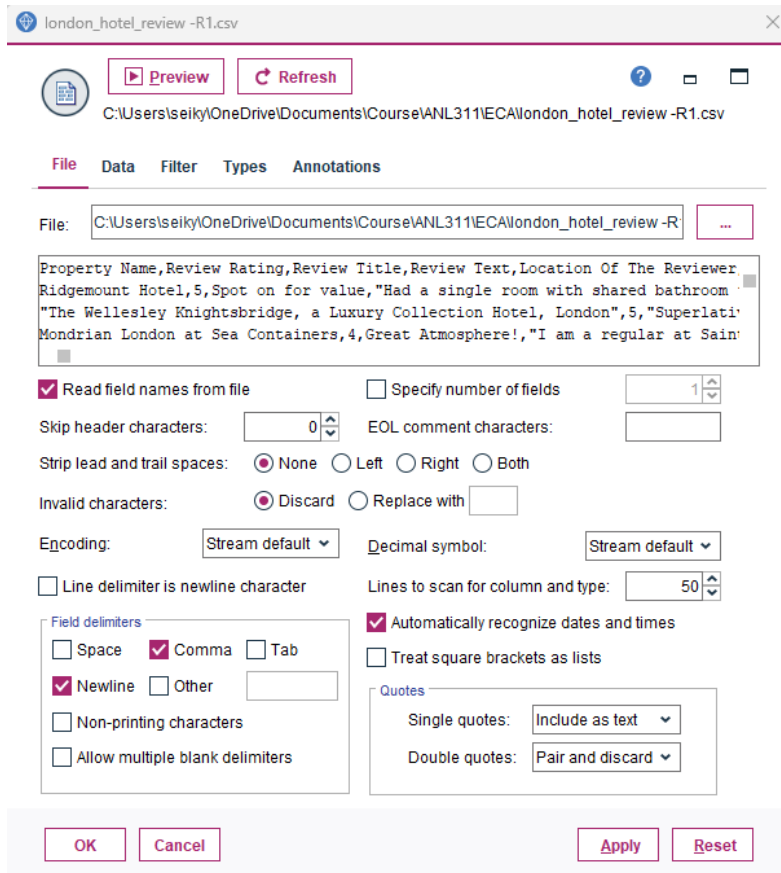 london_hotel_review -R1.csv
Preview Refresh ?
C:\Users\seiky\OneDrive\Documents\Course\ANL311\ECA\london_hotel_review -R1.csv
File Data Filter Types Annotations
File: C:\Users\seiky\OneDrive\Documents\Course\ANL311\ECA\london_hotel_review -R ...
Property Name,Review Rating,Review Title,Review Text,Location Of The Reviewer,
Ridgemount Hotel,5,Spot on for value,"Had a single room with shared bathroom
"The Wellesley Knightsbridge, a Luxury Collection Hotel, London",5,"Superlativ
Mondrian London at Sea Containers,4,Great Atmosphere!,"I am a regular at Sain
Read field names from file Specify number of fields 1
Skip header characters: 0 EOL comment characters:
Strip lead and trail spaces: None Left Right Both
Invalid characters: Discard Replace with
Encoding: Stream default Decimal symbol: Stream default
Line delimiter is newline character Lines to scan for column and type: 50
Field delimiters Automatically recognize dates and times
Space Comma Tab Treat square brackets as lists
Newline Other Quotes
Non-printing characters Single quotes: Include as text
Allow multiple blank delimiters Double quotes: Pair and discard
OK Cancel Apply Reset